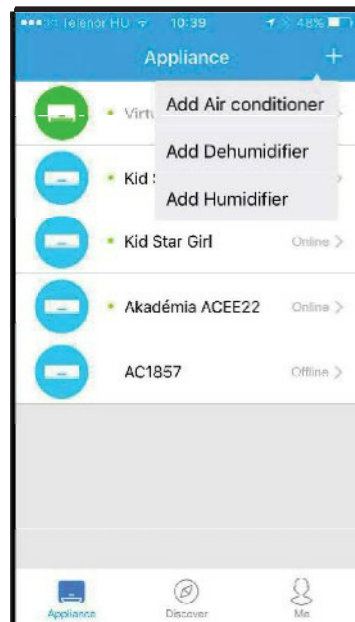 Telenor HU 10:39 48%
Appliance +
Add Air conditioner
Add Dehumidifier
Add Humidifier
Kid
Kid Star Girl Online >
Akadémia ACEE22 Online >
AC1857 Offline >
Appliance Discover Me